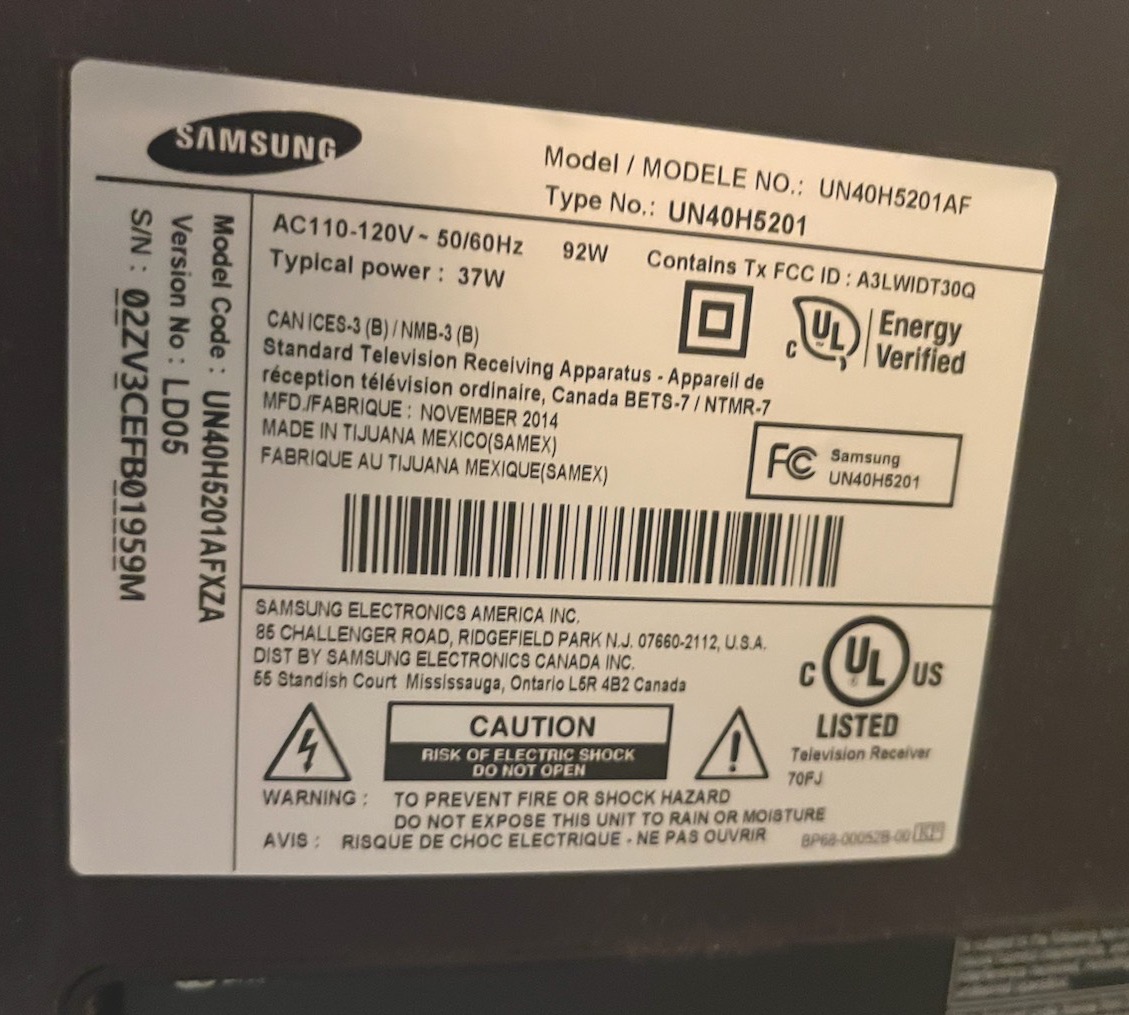 SAMSUNG
Model / MODELE NO.: UN40H5201AF
Type No.: UN40H5201
Model Code : UN40H5201AFXZA
Version No : LD05
S/N : 02ZV3CEFB01959M
AC110-120V ~ 50/60Hz 92W
Typical power : 37W
Contains Tx FCC ID : A3LWIDT30Q
C UL Energy Verified
CAN ICES-3 (B) / NMB-3 (B)
Standard Television Receiving Apparatus - Appareil de
réception télévision ordinaire, Canada BETS-7 / NTMR-7
MFD./FABRIQUE : NOVEMBER 2014
MADE IN TIJUANA MEXICO(SAMEX)
FABRIQUE AU TIJUANA MEXIQUE(SAMEX)
FC Samsung
UN40H5201
SAMSUNG ELECTRONICS AMERICA INC.
85 CHALLENGER ROAD, RIDGEFIELD PARK N.J. 07660-2112, U.S.A.
DIST BY SAMSUNG ELECTRONICS CANADA INC.
55 Standish Court Mississauga, Ontario L5R 4B2 Canada
C UL US
LISTED
Television Receiver
70FJ
CAUTION
RISK OF ELECTRIC SHOCK
DO NOT OPEN
WARNING : TO PREVENT FIRE OR SHOCK HAZARD
DO NOT EXPOSE THIS UNIT TO RAIN OR MOISTURE
AVIS : RISQUE DE CHOC ELECTRIQUE - NE PAS OUVRIR
BP68-00052B-00